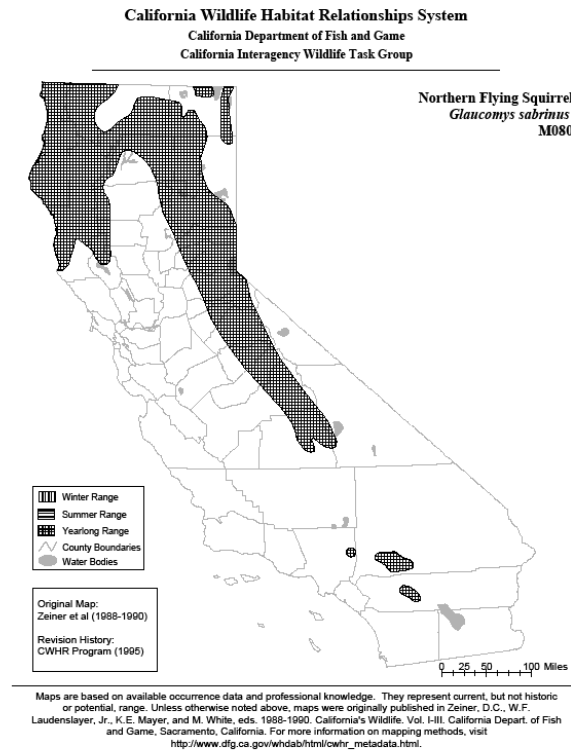 California Wildlife Habitat Relationships System
California Department of Fish and Game
California Interagency Wildlife Task Group
Northern Flying Squirrel
Glaucomys sabrinus
M080
Winter Range
Summer Range
Yearlong Range
County Boundaries
Water Bodies
Original Map:
Zeiner et al (1988-1990)
Revision History:
CWHR Program (1995)
0 25 50 100 Miles
Maps are based on available occurrence data and professional knowledge. They represent current, but not historic
or potential, range. Unless otherwise noted above, maps were originally published in Zeiner, D.C., W.F.
Laudenslayer, Jr., K.E. Mayer, and M. White, eds. 1988-1990. California's Wildlife. Vol. I-III. California Depart. of Fish
and Game, Sacramento, California. For more information on mapping methods, visit
http://www.dfg.ca.gov/whdab/html/cwhr_metadata.html.